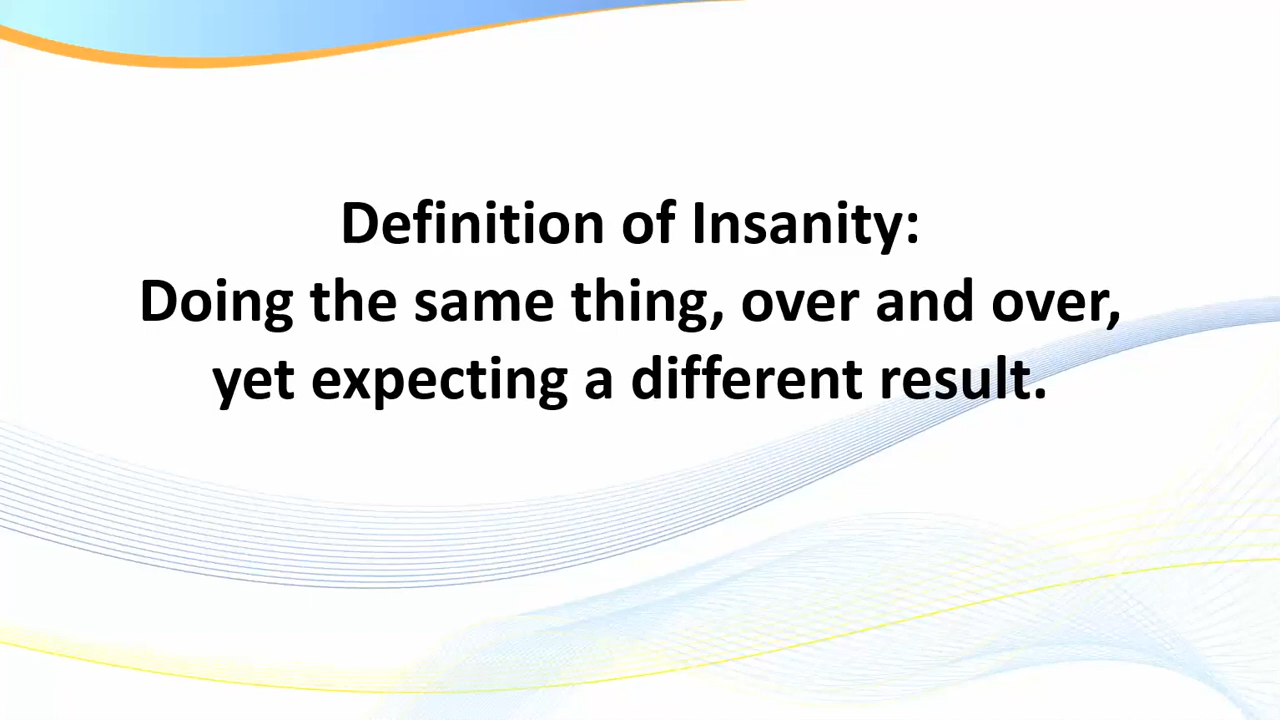 Definition of Insanity:
Doing the same thing, over and over,
yet expecting a different result.